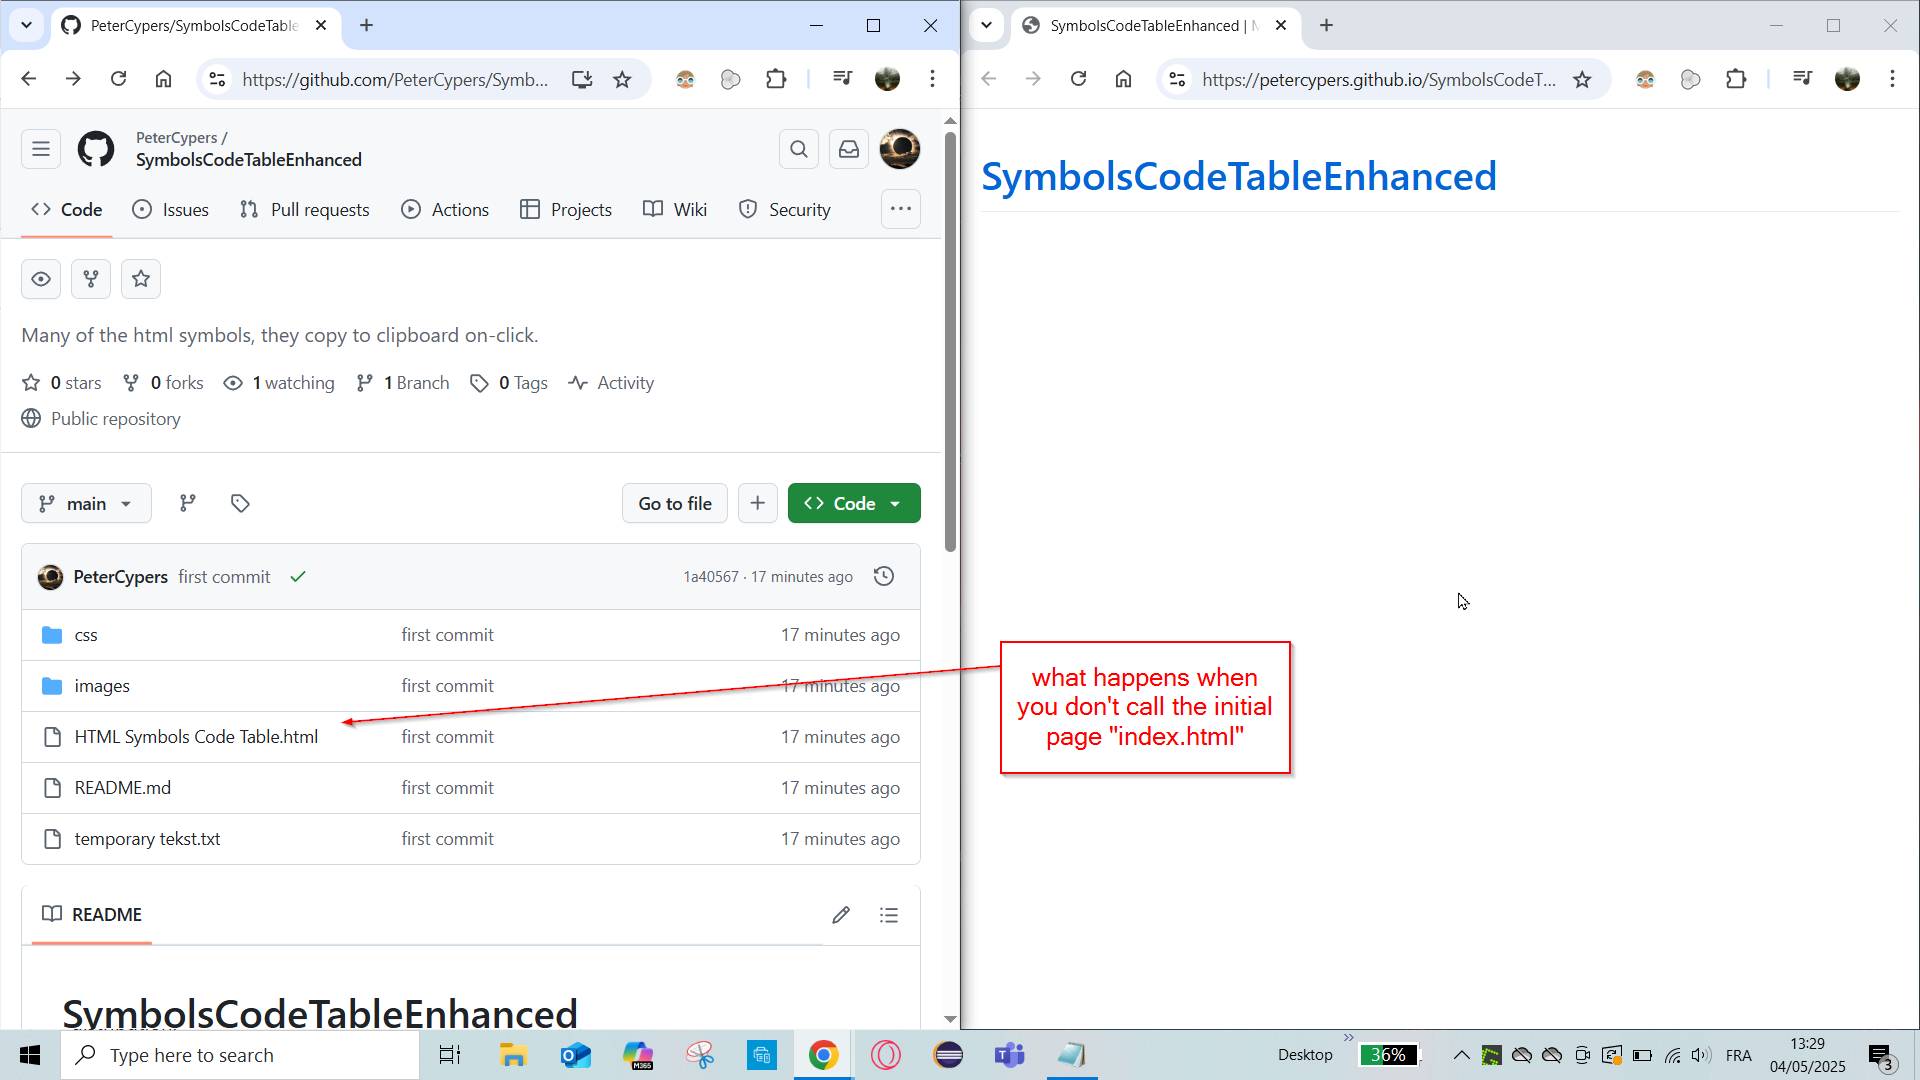 PeterCypers/SymbolsCodeTable
https://github.com/PeterCypers/Symb...
PeterCypers /
SymbolsCodeTableEnhanced
Code Issues Pull requests Actions Projects Wiki Security
Many of the html symbols, they copy to clipboard on-click.
0 stars 0 forks 1 watching 1 Branch 0 Tags Activity
Public repository
main Go to file Code
PeterCypers first commit 1a40567 · 17 minutes ago
css first commit 17 minutes ago
images first commit 17 minutes ago
HTML Symbols Code Table.html first commit 17 minutes ago
README.md first commit 17 minutes ago
temporary tekst.txt first commit 17 minutes ago
README
SymbolsCodeTableEnhanced
SymbolsCodeTableEnhanced |
https://petercypers.github.io/SymbolsCodeT...
SymbolsCodeTableEnhanced
what happens when
you don't call the initial
page "index.html"
Type here to search
M365
Desktop
36%
FRA
13:29
04/05/2025
3